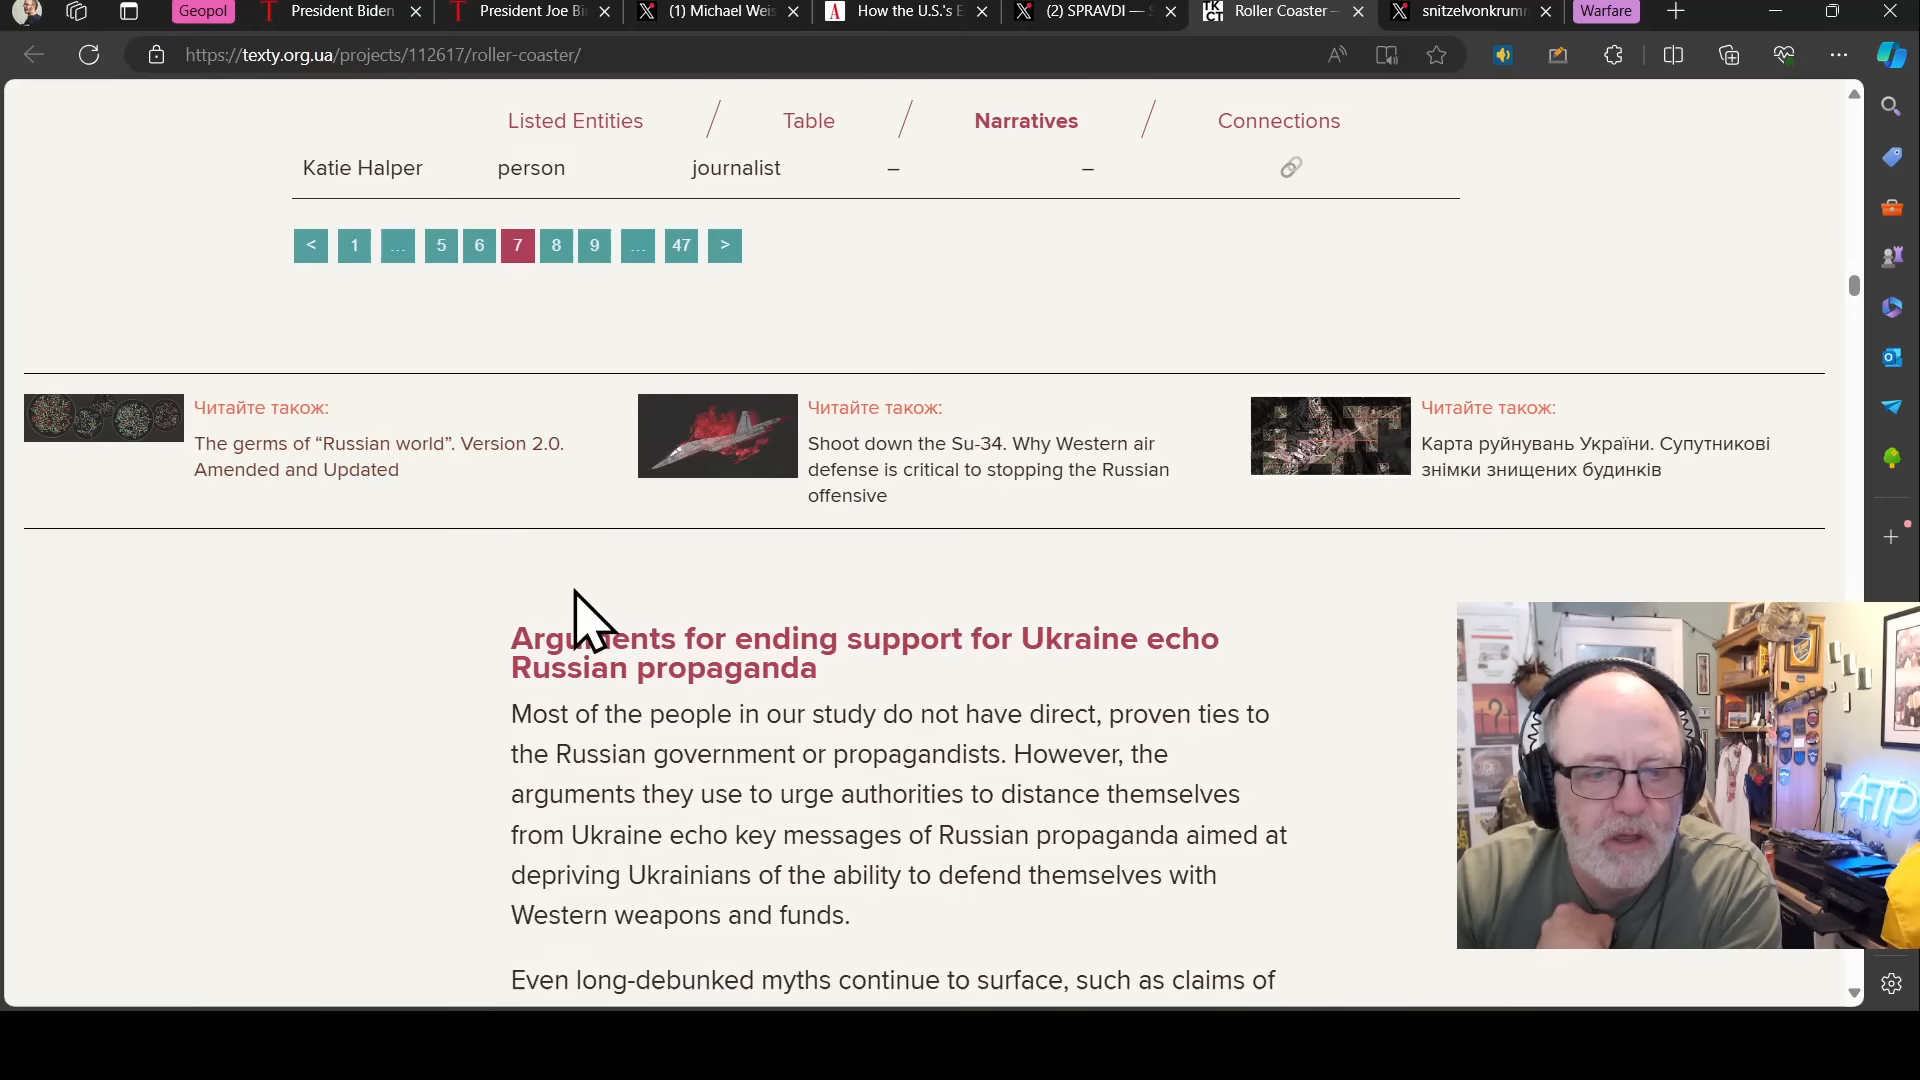 Geopol
President Biden
President Joe Bi
(1) Michael Weis
How the U.S.'s E
(2) SPRAVDI — S
Roller Coaster –
snitzelvonkrumm
Warfare
https://texty.org.ua/projects/112617/roller-coaster/
Listed Entities / Table / Narratives / Connections
Katie Halper person journalist – –
< 1 ... 5 6 7 8 9 ... 47 >
Читайте також:
The germs of “Russian world”. Version 2.0.
Amended and Updated
Читайте також:
Shoot down the Su-34. Why Western air
defense is critical to stopping the Russian
offensive
Читайте також:
Карта руйнувань України. Супутникові
знімки знищених будинків
Arguments for ending support for Ukraine echo
Russian propaganda
Most of the people in our study do not have direct, proven ties to
the Russian government or propagandists. However, the
arguments they use to urge authorities to distance themselves
from Ukraine echo key messages of Russian propaganda aimed at
depriving Ukrainians of the ability to defend themselves with
Western weapons and funds.
Even long-debunked myths continue to surface, such as claims of
ATP